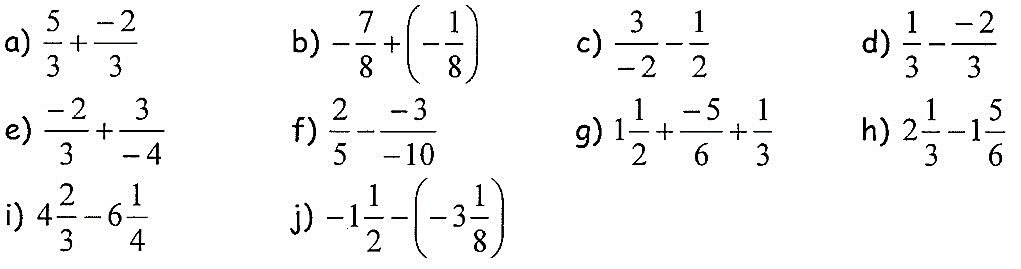 a) 5/3 + -2/3 b) -7/8 + (-1/8) c) 3/-2 - 1/2 d) 1/3 - -2/3
e) -2/3 + 3/-4 f) 2/5 - -3/-10 g) 1 1/2 + -5/6 + 1/3 h) 2 1/3 - 1 5/6
i) 4 2/3 - 6 1/4 j) -1 1/2 - (-3 1/8)